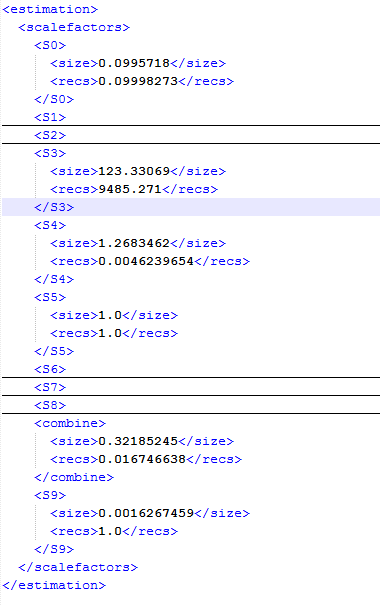 <estimation>
<scalefactors>
<S0>
<size>0.0995718</size>
<recs>0.09998273</recs>
</S0>
<S1>
<S2>
<S3>
<size>123.33069</size>
<recs>9485.271</recs>
</S3>
<S4>
<size>1.2683462</size>
<recs>0.0046239654</recs>
</S4>
<S5>
<size>1.0</size>
<recs>1.0</recs>
</S5>
<S6>
<S7>
<S8>
<combine>
<size>0.32185245</size>
<recs>0.016746638</recs>
</combine>
<S9>
<size>0.0016267459</size>
<recs>1.0</recs>
</S9>
</scalefactors>
</estimation>